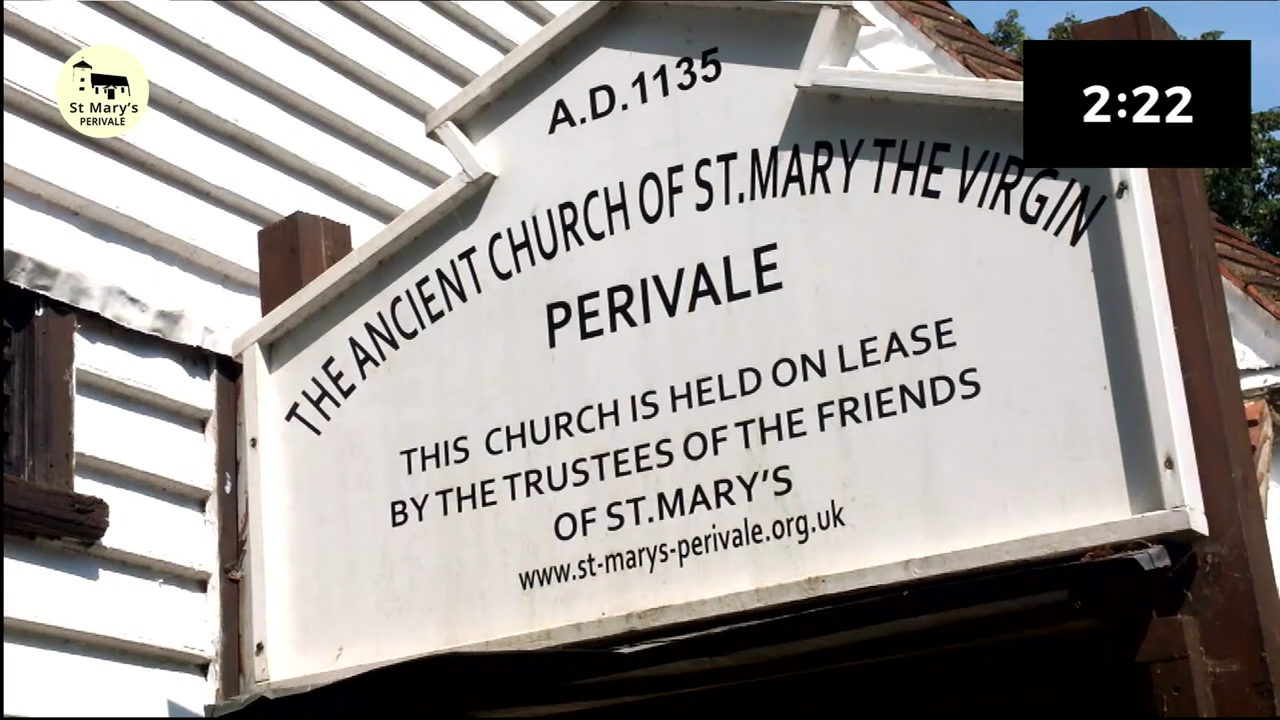 St Mary's
PERIVALE
2:22
A.D.1135
THE ANCIENT CHURCH OF ST.MARY THE VIRGIN
PERIVALE
THIS CHURCH IS HELD ON LEASE
BY THE TRUSTEES OF THE FRIENDS
OF ST.MARY'S
www.st-marys-perivale.org.uk